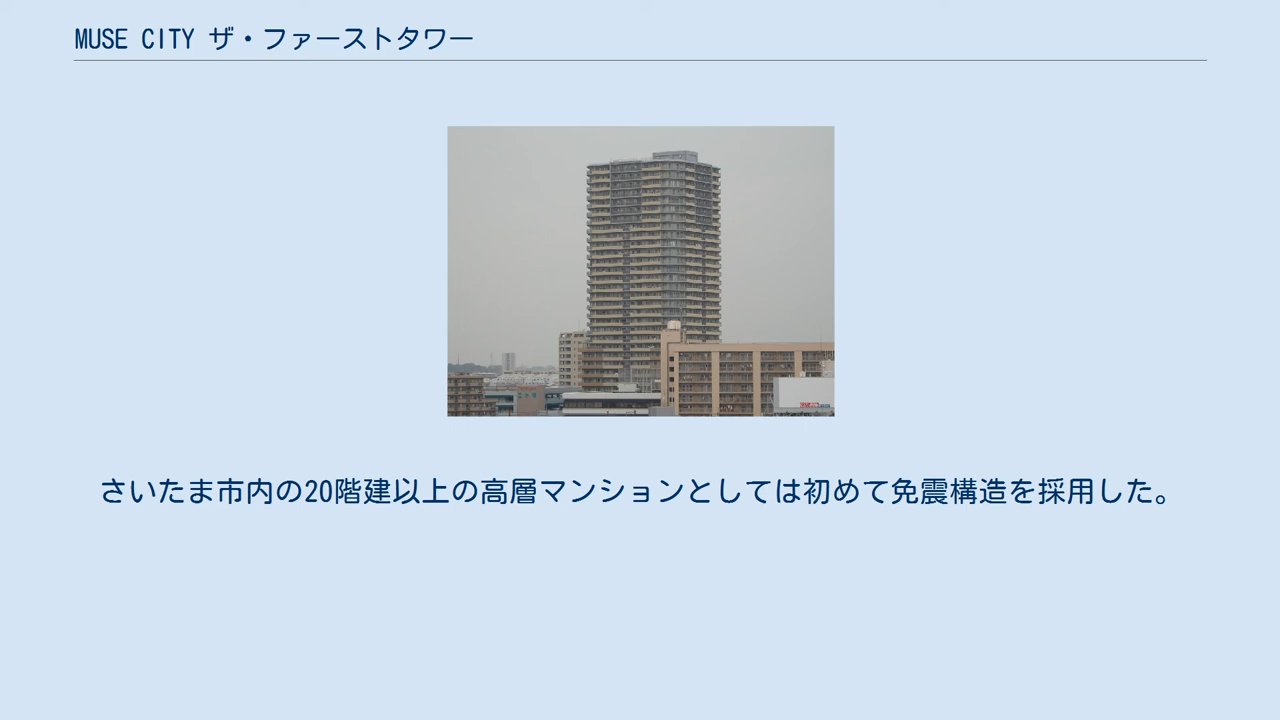 MUSE CITY ザ・ファーストタワー
さいたま市内の20階建以上の高層マンションとしては初めて免震構造を採用した。